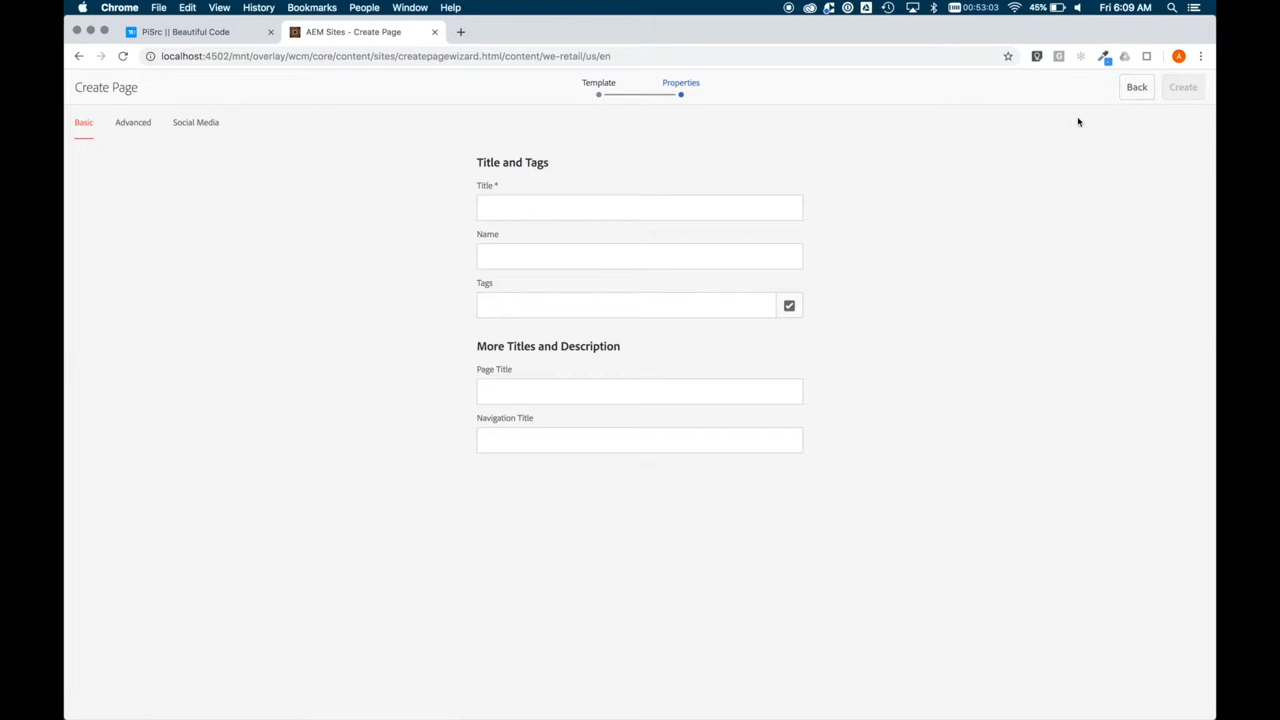 Chrome File Edit View History Bookmarks People Window Help 00:53:03 45% Fri 6:09 AM
PiSrc || Beautiful Code × AEM Sites - Create Page × +
localhost:4502/mnt/overlay/wcm/core/content/sites/createpagewizard.html/content/we-retail/us/en A
Create Page Template Properties Back Create
Basic Advanced Social Media
Title and Tags
Title *
Name
Tags
More Titles and Description
Page Title
Navigation Title